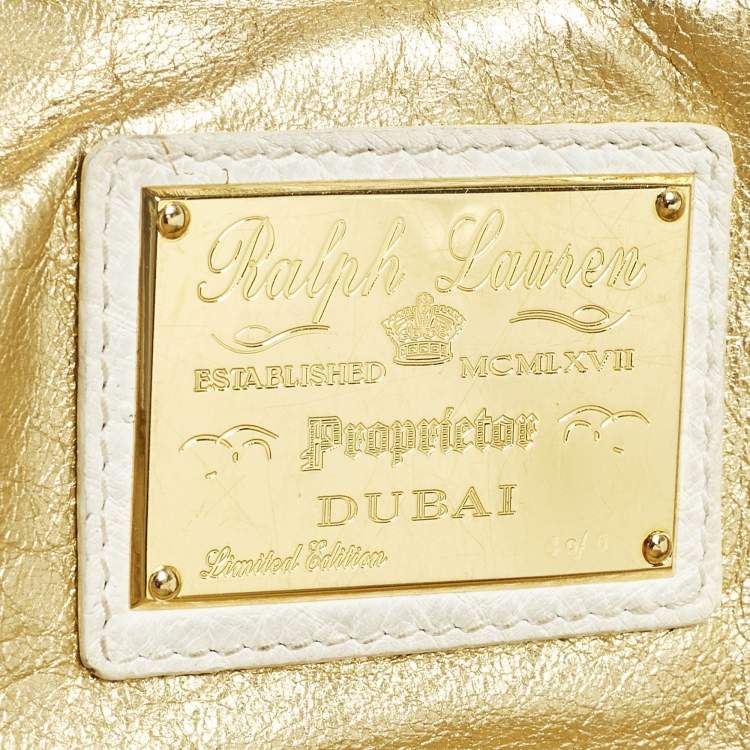 Ralph Lauren
ESTABLISHED MCMLXVII
Proprietor
DUBAI
Limited Edition